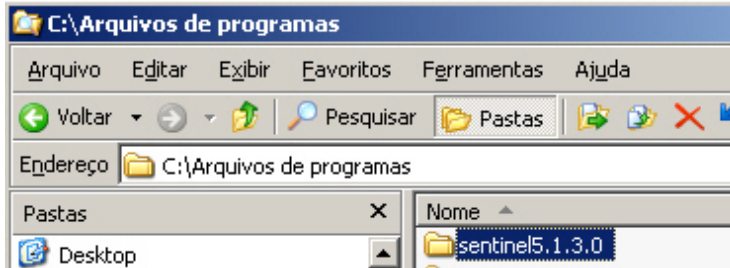 C:\Arquivos de programas
Arquivo Editar Exibir Favoritos Ferramentas Ajuda
Voltar Pesquisar Pastas
Endereço C:\Arquivos de programas
Pastas Nome
Desktop sentinel5.1.3.0